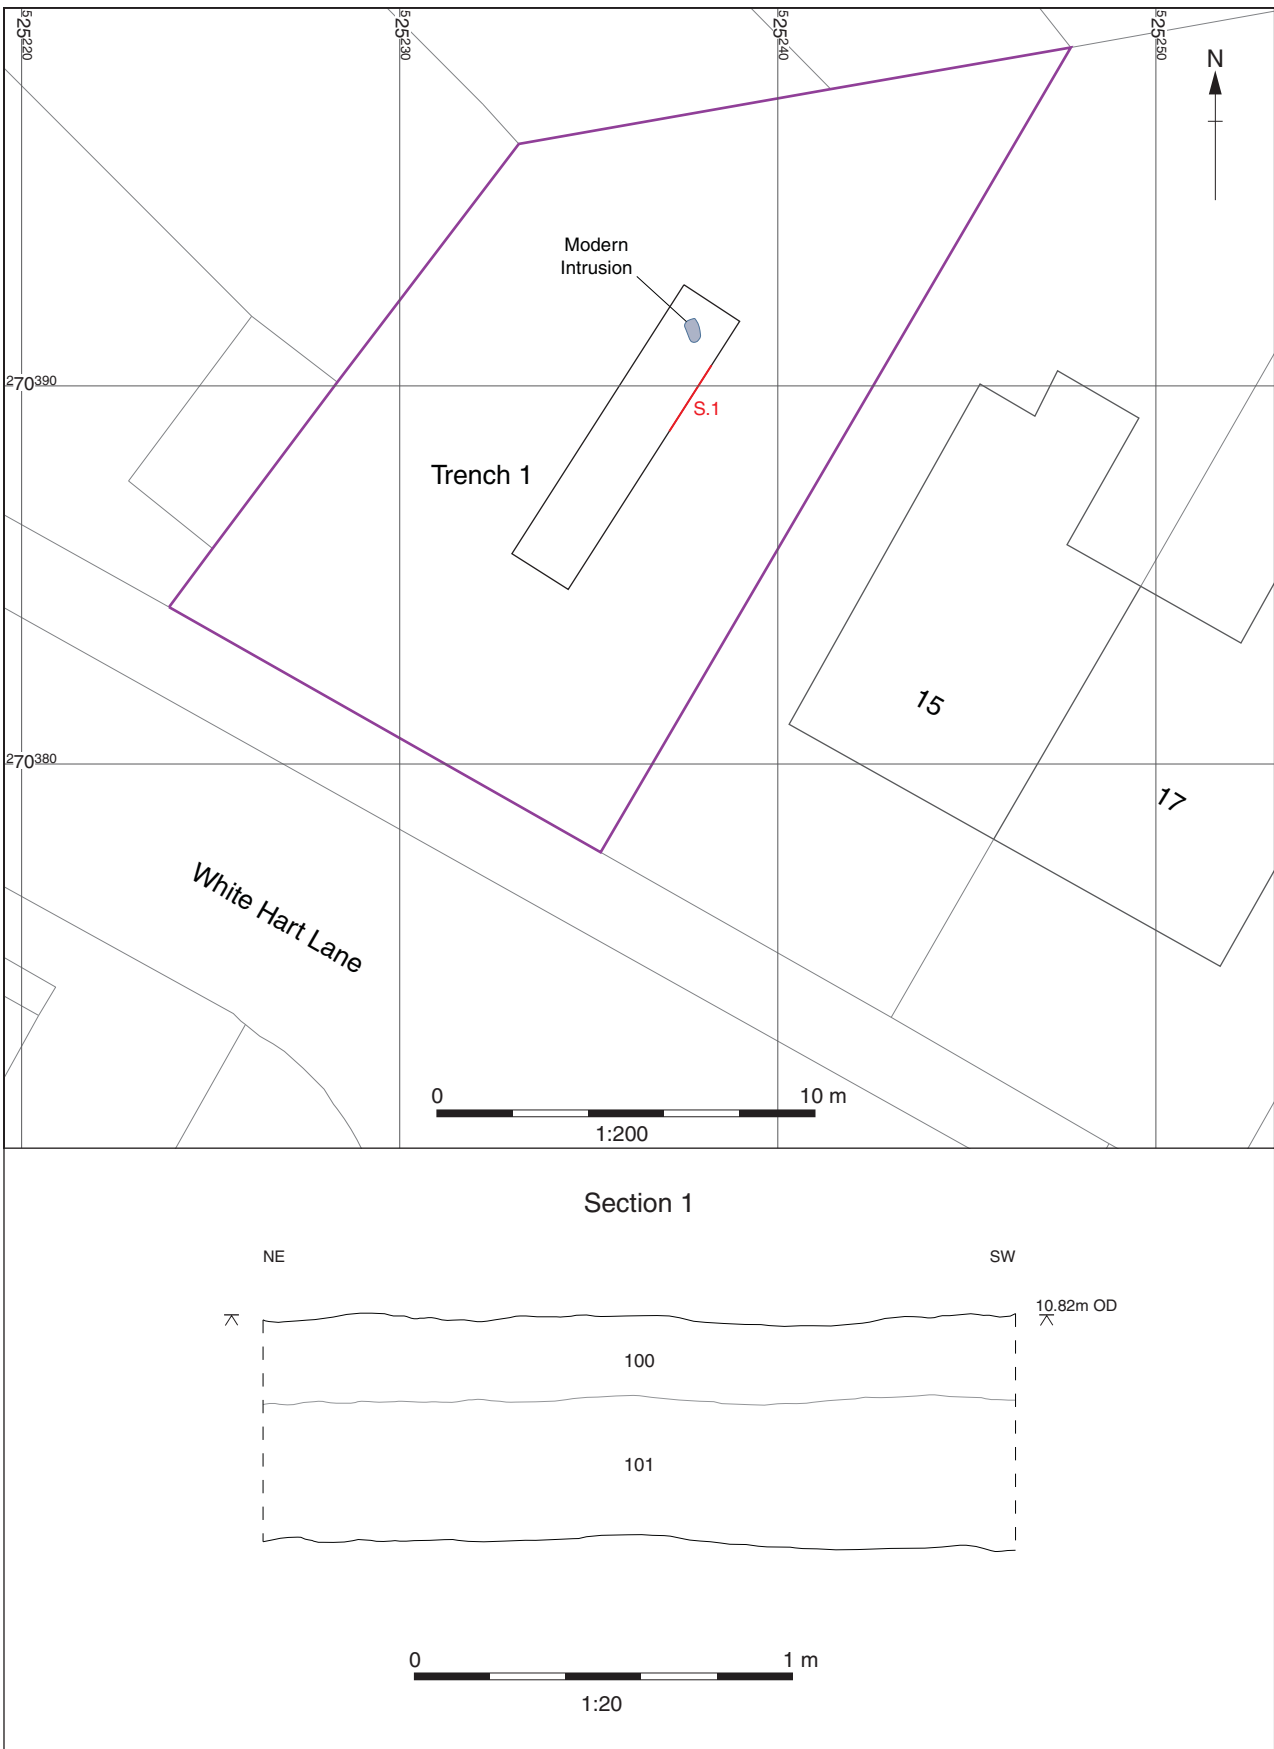 525220
525230
525240
525250
N
Modern
Intrusion
270390
S.1
Trench 1
15
270380
17
White Hart Lane
0 10 m
1:200
Section 1
NE SW
10.82m OD
100
101
0 1 m
1:20